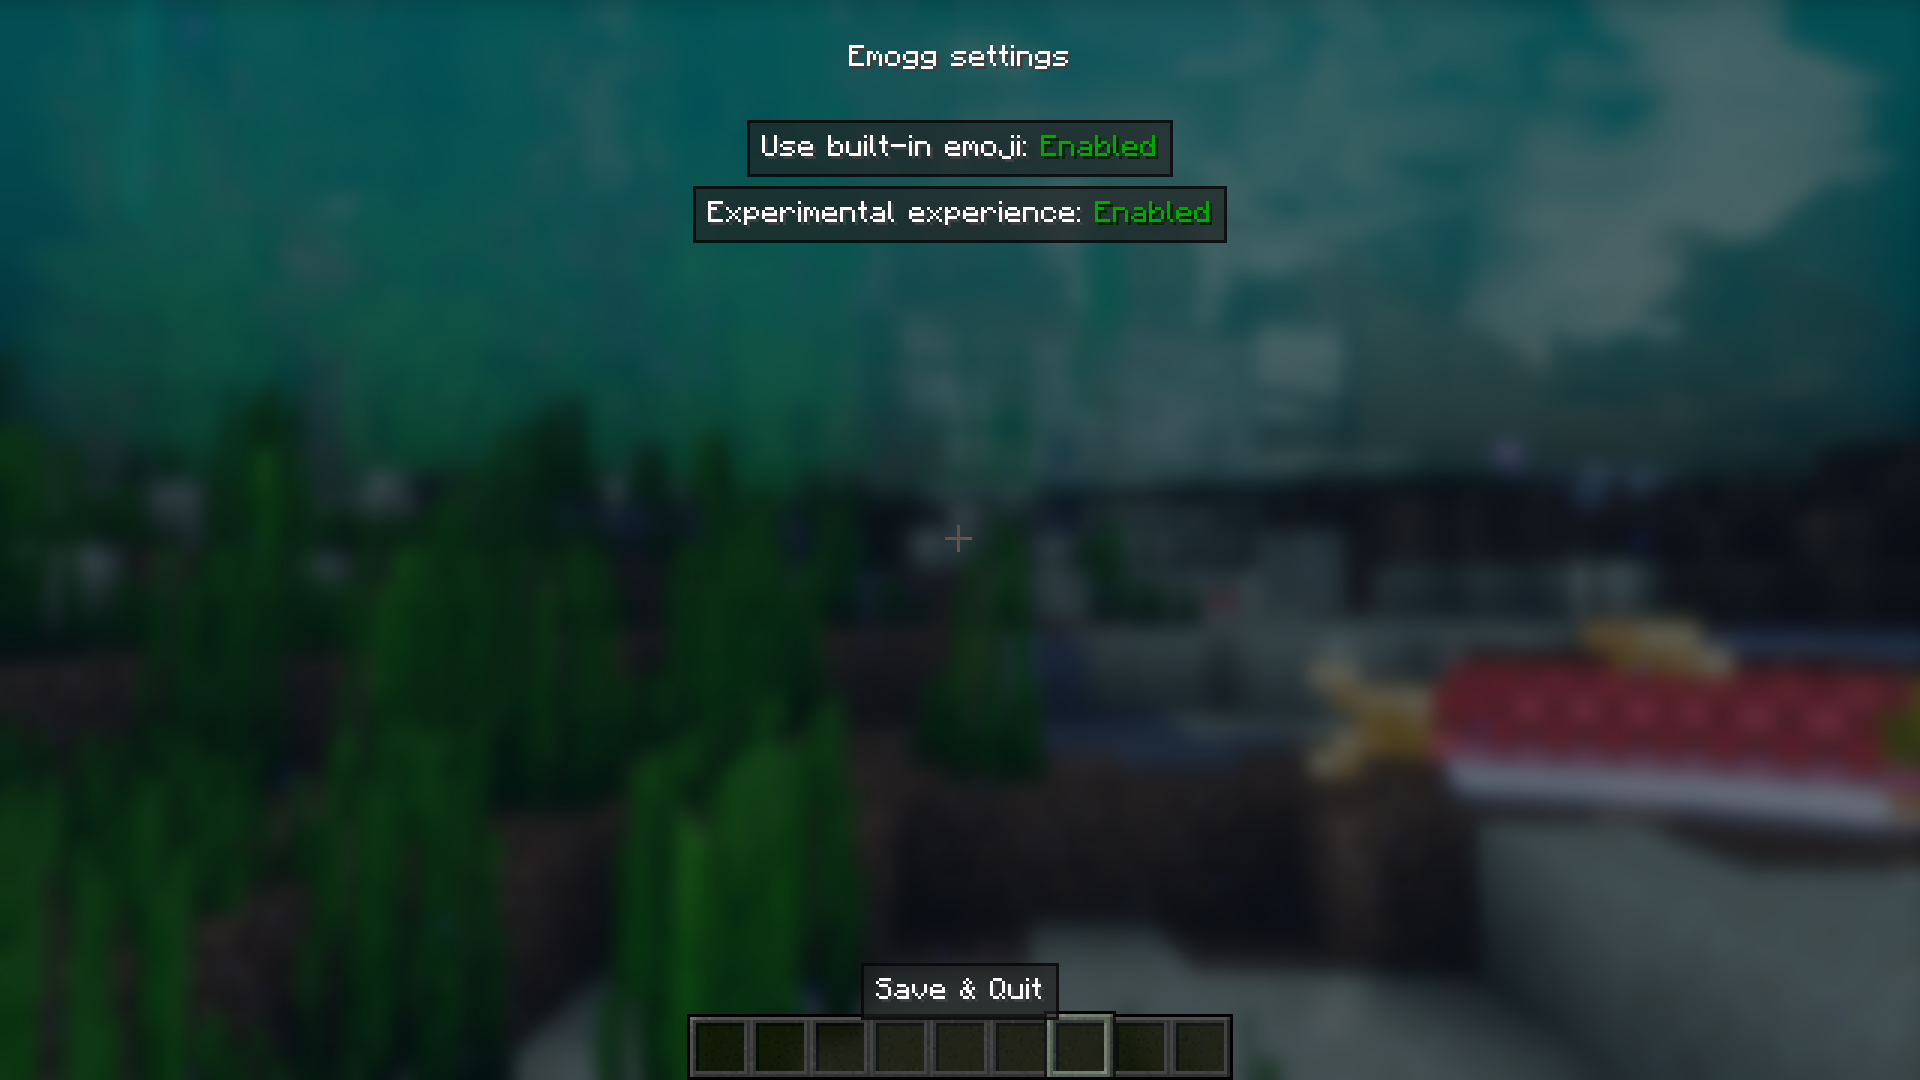 Emogg settings
Use built-in emoji: Enabled
Experimental experience: Enabled
Save & Quit